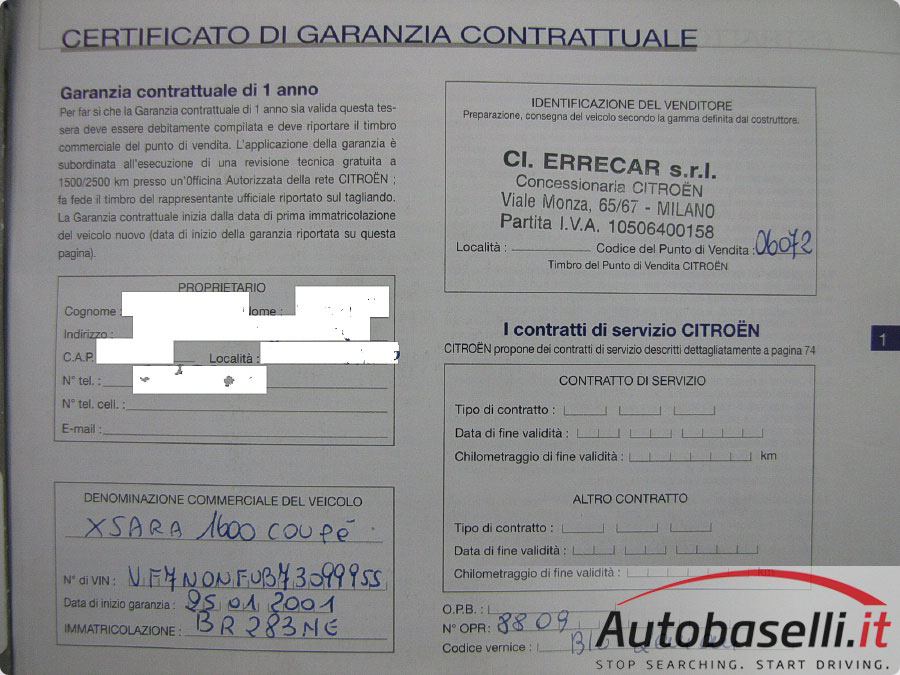 CERTIFICATO DI GARANZIA CONTRATTUALE
Garanzia contrattuale di 1 anno
Per far sì che la Garanzia contrattuale di 1 anno sia valida questa tes-
sera deve essere debitamente compilata e deve riportare il timbro
commerciale del punto di vendita. L'applicazione della garanzia è
subordinata all'esecuzione di una revisione tecnica gratuita a
1500/2500 km presso un'Officina Autorizzata della rete CITROËN ;
fa fede il timbro del rappresentante ufficiale riportato sul tagliando.
La Garanzia contrattuale inizia dalla data di prima immatricolazione
del veicolo nuovo (data di inizio della garanzia riportata su questa
pagina).
PROPRIETARIO
Cognome : Nome :
Indirizzo :
C.A.P. Località :
N° tel. :
N° tel. cell. :
E-mail :
DENOMINAZIONE COMMERCIALE DEL VEICOLO
XSARA 1600 COUPÉ
N° di VIN : VF7N0NFUB73099955
Data di inizio garanzia : 25 01 2001
IMMATRICOLAZIONE : BR 283NE
IDENTIFICAZIONE DEL VENDITORE
Preparazione, consegna del veicolo secondo la gamma definita dal costruttore.
CI. ERRECAR s.r.l.
Concessionaria CITROËN
Viale Monza, 65/67 - MILANO
Partita I.V.A. 10506400158
Località : Codice del Punto di Vendita : 06072
Timbro del Punto di Vendita CITROËN
I contratti di servizio CITROËN
CITROËN propone dei contratti di servizio descritti dettagliatamente a pagina 74
1
CONTRATTO DI SERVIZIO
Tipo di contratto :
Data di fine validità :
Chilometraggio di fine validità : km
ALTRO CONTRATTO
Tipo di contratto :
Data di fine validità :
Chilometraggio di fine validità : km
O.P.B. :
N° OPR : 8809
Codice vernice :
Autobaselli.it
STOP SEARCHING. START DRIVING.